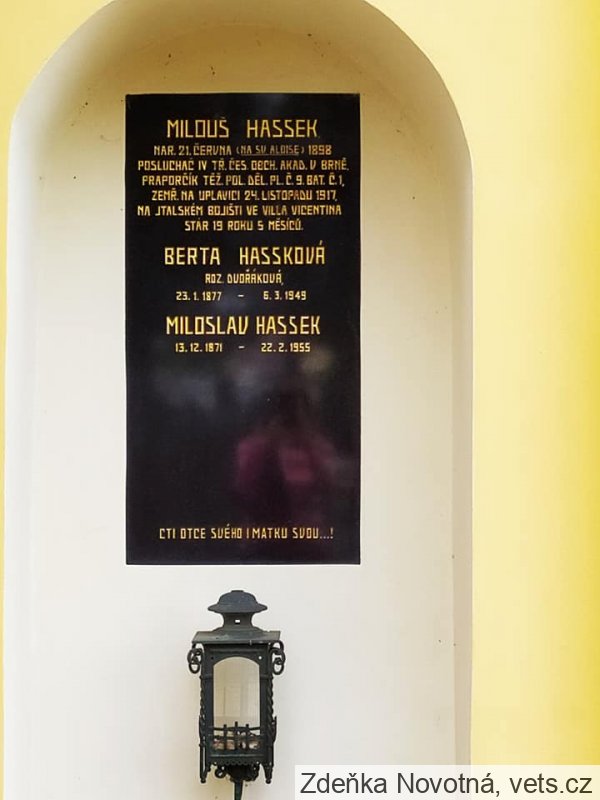 MILOUŠ HASSEK
NAR. 21. ČERVNA (NA SV. ALOISE) 1898
POSLUCHAČ IV TŘ. ČES. OBCH. AKAD. V BRNĚ,
PRAPORČÍK TĚŽ. POL. DĚL. PL. Č. 9. BAT. Č. 1,
ZEMŘ. NA UPLAVICI 24. LISTOPADU 1917,
NA JTALSKÉM BOJIŠTI VE VILLA VICENTINA
STÁR 19 ROKU 5 MĚSÍCŮ.
BERTA HASSKOVÁ
ROZ. DVOŘÁKOVÁ,
23. 1. 1877 - 6. 3. 1949
MILOSLAV HASSEK
13. 12. 1871 - 22. 2. 1955
CTI OTCE SVÉHO I MATKU SVOU...!
Zdeňka Novotná, vets.cz